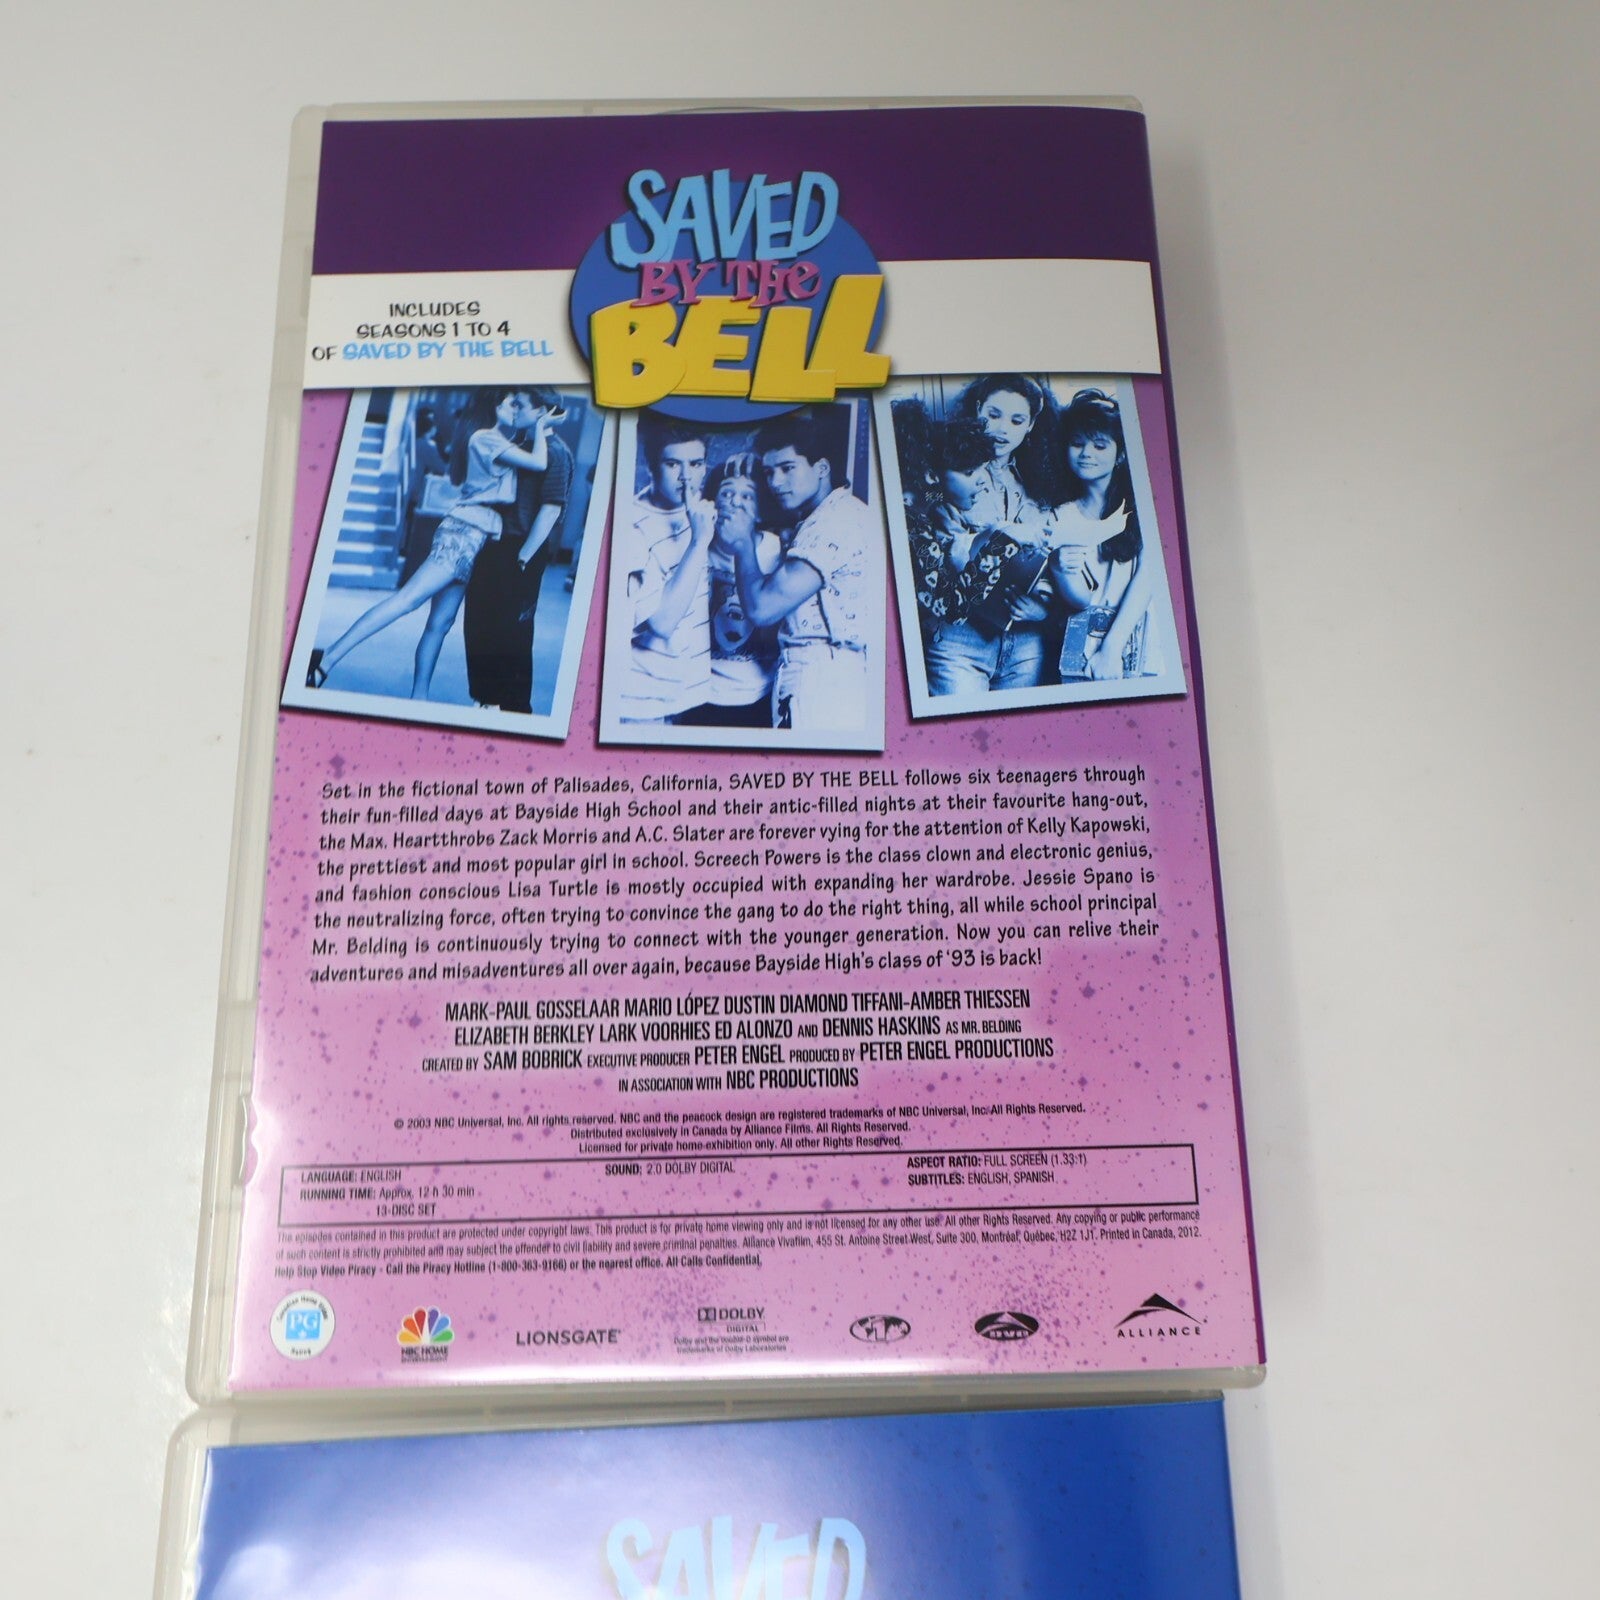 SAVED
BY THE
BELL
INCLUDES
SEASONS 1 TO 4
OF SAVED BY THE BELL
Set in the fictional town of Palisades, California, SAVED BY THE BELL follows six teenagers through
their fun-filled days at Bayside High School and their antic-filled nights at their favourite hang-out,
the Max. Heartthrobs Zack Morris and A.C. Slater are forever vying for the attention of Kelly Kapowski,
the prettiest and most popular girl in school. Screech Powers is the class clown and electronic genius,
and fashion conscious Lisa Turtle is mostly occupied with expanding her wardrobe. Jessie Spano is
the neutralizing force, often trying to convince the gang to do the right thing, all while school principal
Mr. Belding is continuously trying to connect with the younger generation. Now you can relive their
adventures and misadventures all over again, because Bayside High's class of '93 is back!
MARK-PAUL GOSSELAAR MARIO LÓPEZ DUSTIN DIAMOND TIFFANI-AMBER THIESSEN
ELIZABETH BERKLEY LARK VOORHIES ED ALONZO AND DENNIS HASKINS AS MR. BELDING
CREATED BY SAM BOBRICK EXECUTIVE PRODUCER PETER ENGEL PRODUCED BY PETER ENGEL PRODUCTIONS
IN ASSOCIATION WITH NBC PRODUCTIONS
© 2003 NBC Universal, Inc. All rights reserved. NBC and the peacock design are registered trademarks of NBC Universal, Inc. All Rights Reserved.
Distributed exclusively in Canada by Alliance Films. All Rights Reserved.
Licensed for private home exhibition only. All other Rights Reserved.
LANGUAGE: ENGLISH
RUNNING TIME: Approx. 12 h 30 min
13-DISC SET
SOUND: 2.0 DOLBY DIGITAL
ASPECT RATIO: FULL SCREEN (1.33:1)
SUBTITLES: ENGLISH, SPANISH
The episodes contained in this product are protected under copyright laws. This product is for private home viewing only and is not licensed for any other use. All other Rights Reserved. Any copying or public performance
of such content is strictly prohibited and may subject the offender to civil liability and severe criminal penalties. Alliance Vivafilm, 455 St. Antoine Street West, Suite 300, Montréal, Québec, H2Z 1J1. Printed in Canada, 2012.
Help Stop Video Piracy - Call the Piracy Hotline (1-800-363-9166) or the nearest office. All Calls Confidential.
Canadian Home Video
PG
NBC HOME
ENTERTAINMENT
LIONSGATE
DOLBY
DIGITAL
Dolby and the double-D symbol are
trademarks of Dolby Laboratories
1
DVD
ALLIANCE
SAVED